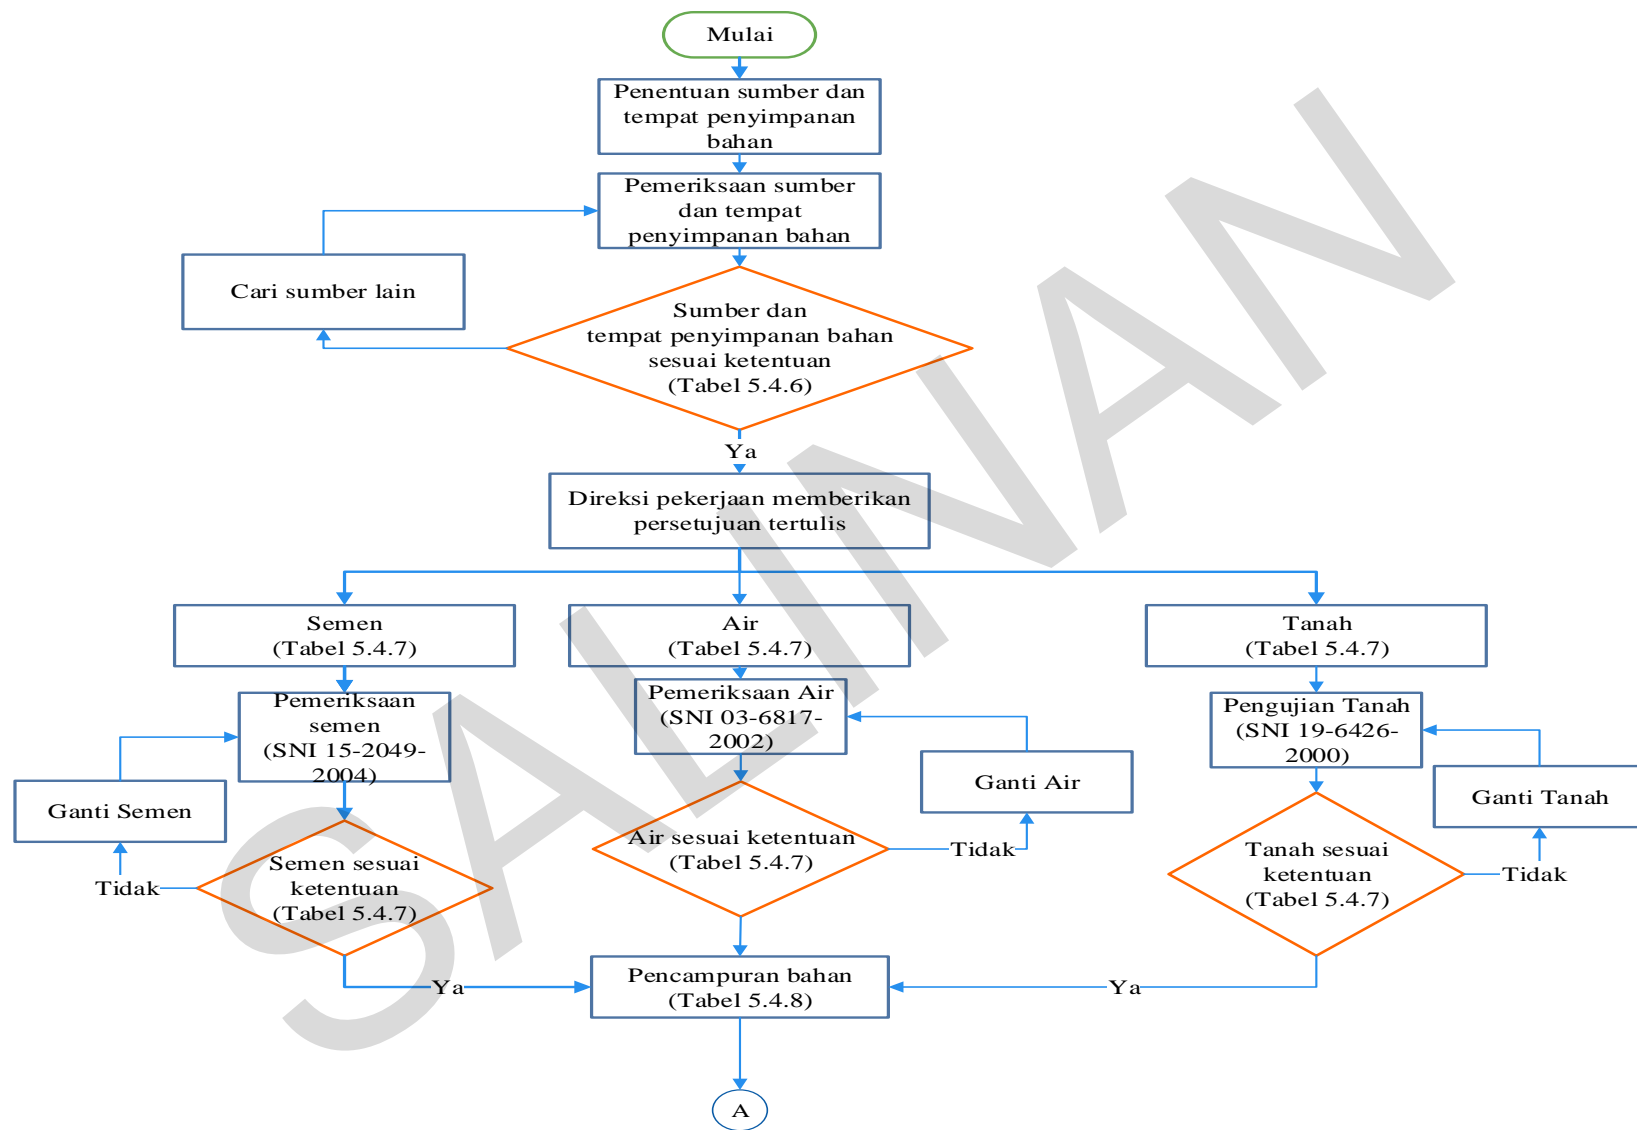 Mulai
Penentuan sumber dan
tempat penyimpanan
bahan
Pemeriksaan sumber
dan tempat
penyimpanan bahan
Cari sumber lain
Sumber dan
tempat penyimpanan bahan
sesuai ketentuan
(Tabel 5.4.6)
Ya
Direksi pekerjaan memberikan
persetujuan tertulis
Semen
(Tabel 5.4.7)
Air
(Tabel 5.4.7)
Tanah
(Tabel 5.4.7)
Pemeriksaan
semen
(SNI 15-2049-
2004)
Pemeriksaan Air
(SNI 03-6817-
2002)
Pengujian Tanah
(SNI 19-6426-
2000)
Ganti Semen
Ganti Air
Ganti Tanah
Semen sesuai
ketentuan
(Tabel 5.4.7)
Tidak
Air sesuai ketentuan
(Tabel 5.4.7)
Tidak
Tanah sesuai
ketentuan
(Tabel 5.4.7)
Tidak
Ya
Pencampuran bahan
(Tabel 5.4.8)
Ya
A
SALINAN